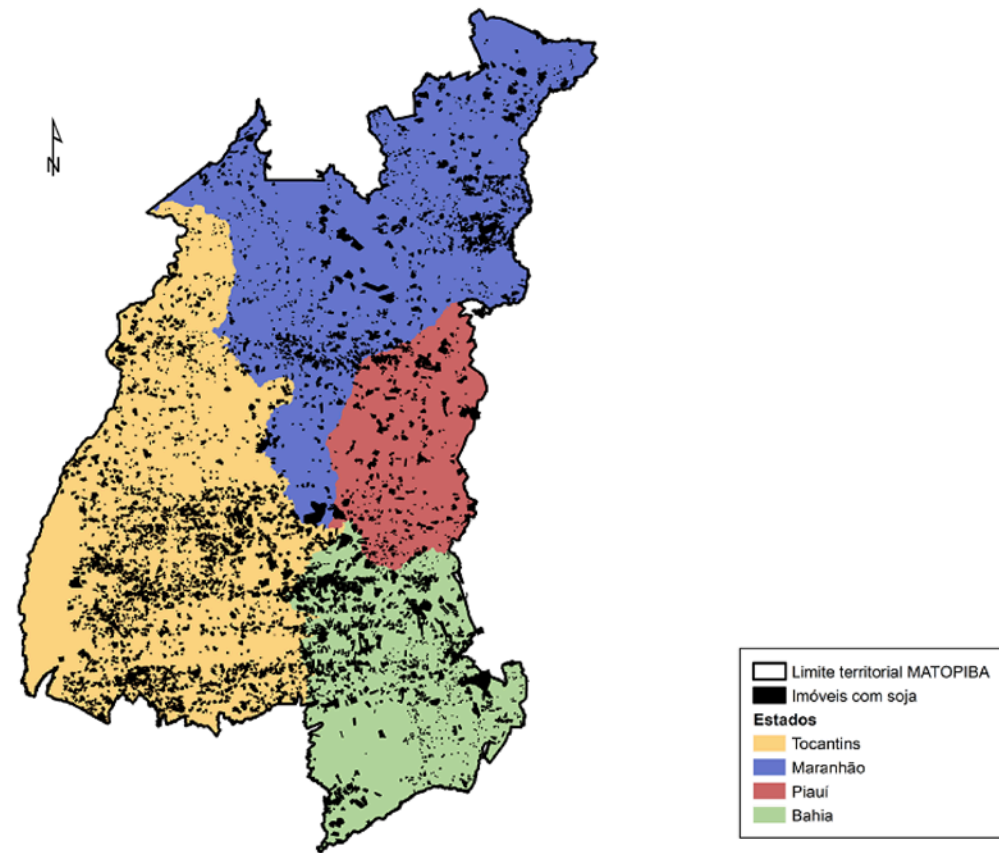 N
Limite territorial MATOPIBA
Imóveis com soja
Estados
Tocantins
Maranhão
Piauí
Bahia